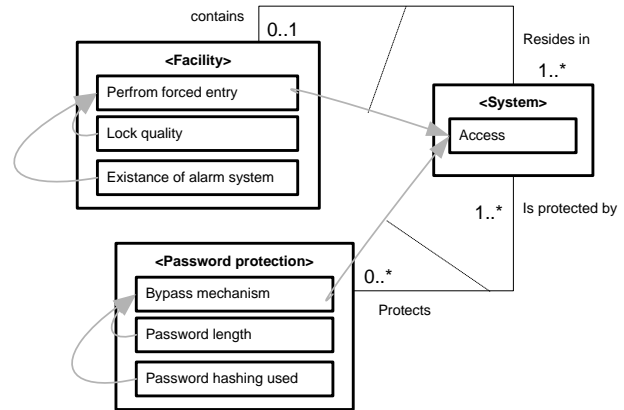 contains
0..1
Resides in
1..*
<Facility>
Perfrom forced entry
Lock quality
Existance of alarm system
<System>
Access
1..*
Is protected by
<Password protection>
Bypass mechanism
Password length
Password hashing used
0..*
Protects